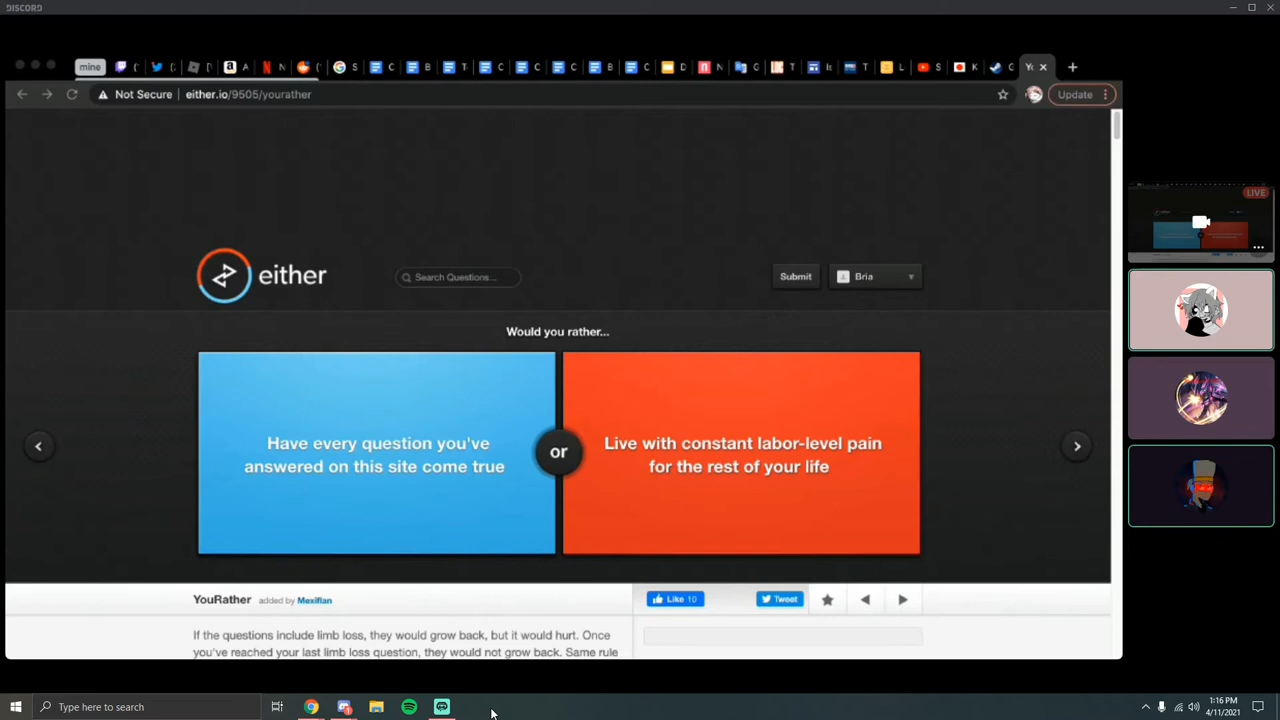 DISCORD
mine
A
N
G
C
B
T
C
C
C
B
C
D
N
G
T
L
S
K
G
Not Secure
either.io/9505/yourather
Update
LIVE
either
Search Questions...
Submit
Bria
Would you rather...
Have every question you've
answered on this site come true
or
Live with constant labor-level pain
for the rest of your life
YouRather added by Mexiflan
Like 10
Tweet
If the questions include limb loss, they would grow back, but it would hurt. Once
you've reached your last limb loss question, they would not grow back. Same rule
Type here to search
1:16 PM
4/11/2021